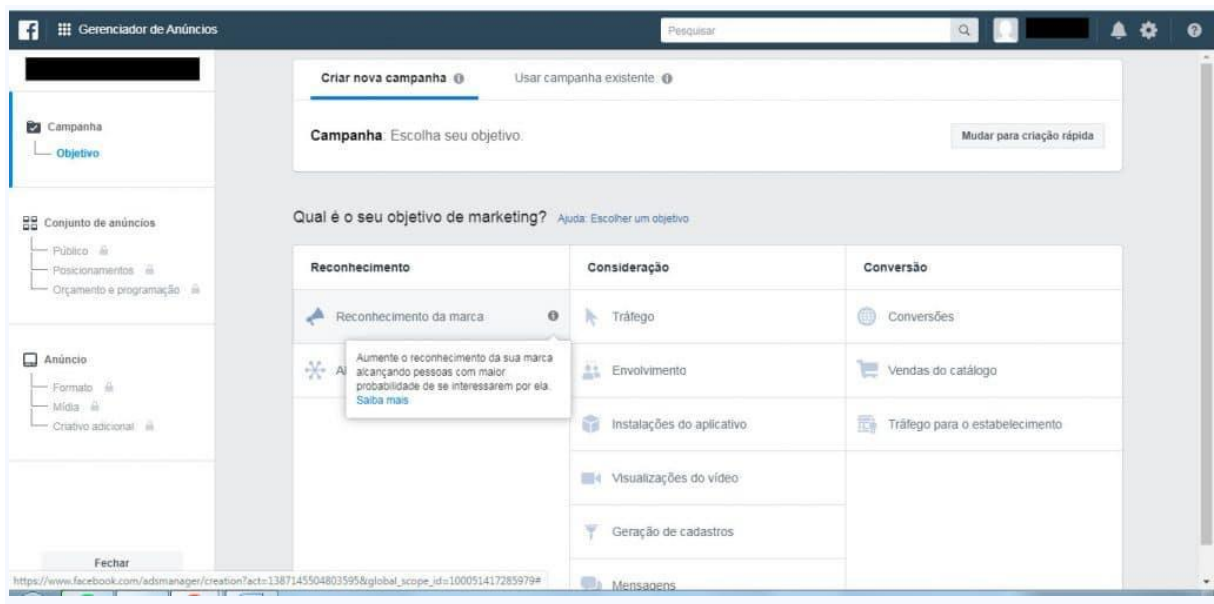 f Gerenciador de Anúncios
Pesquisar
Criar nova campanha
Usar campanha existente
Campanha: Escolha seu objetivo.
Mudar para criação rápida
Campanha
Objetivo
Conjunto de anúncios
Público
Posicionamentos
Orçamento e programação
Anúncio
Formato
Mídia
Criativo adicional
Fechar
Qual é o seu objetivo de marketing? Ajuda: Escolher um objetivo
Reconhecimento
Reconhecimento da marca
Aumente o reconhecimento da sua marca
alcançando pessoas com maior
probabilidade de se interessarem por ela.
Saiba mais
Consideração
Tráfego
Envolvimento
Instalações do aplicativo
Visualizações do vídeo
Geração de cadastros
Mensagens
Conversão
Conversões
Vendas do catálogo
Tráfego para o estabelecimento
https://www.facebook.com/adsmanager/creation?act=1387145504803595&global_scope_id=100051417285979#